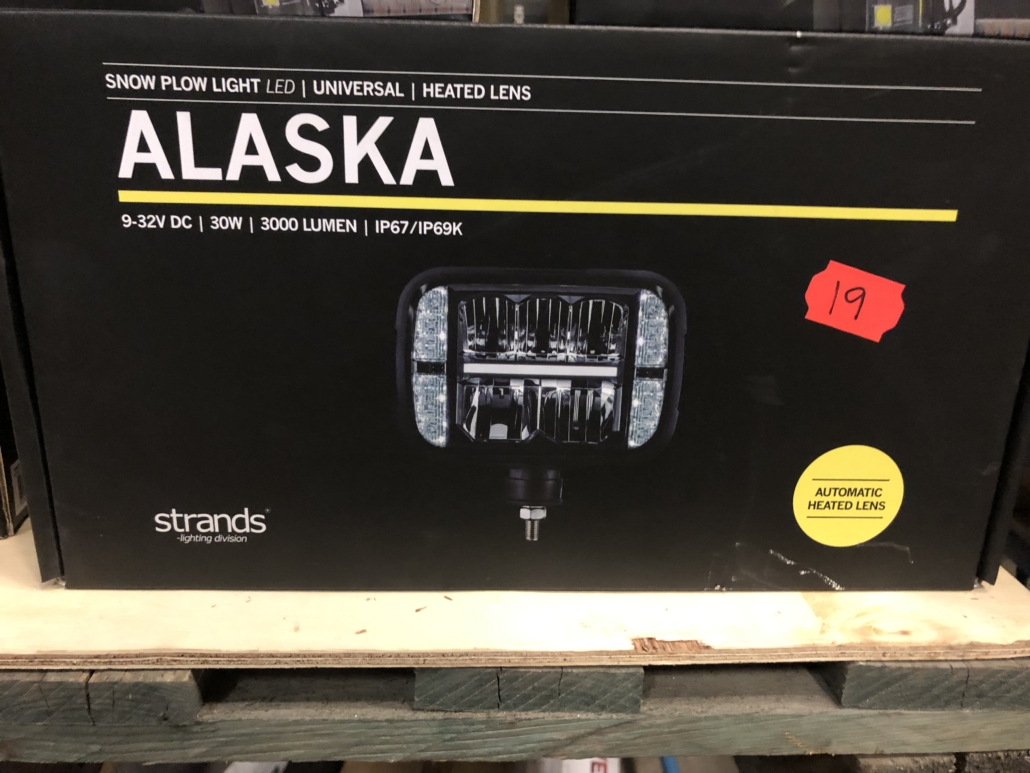 SNOW PLOW LIGHT LED | UNIVERSAL | HEATED LENS
ALASKA
9-32V DC | 30W | 3000 LUMEN | IP67/IP69K
19
AUTOMATIC
HEATED LENS
strands
-lighting division